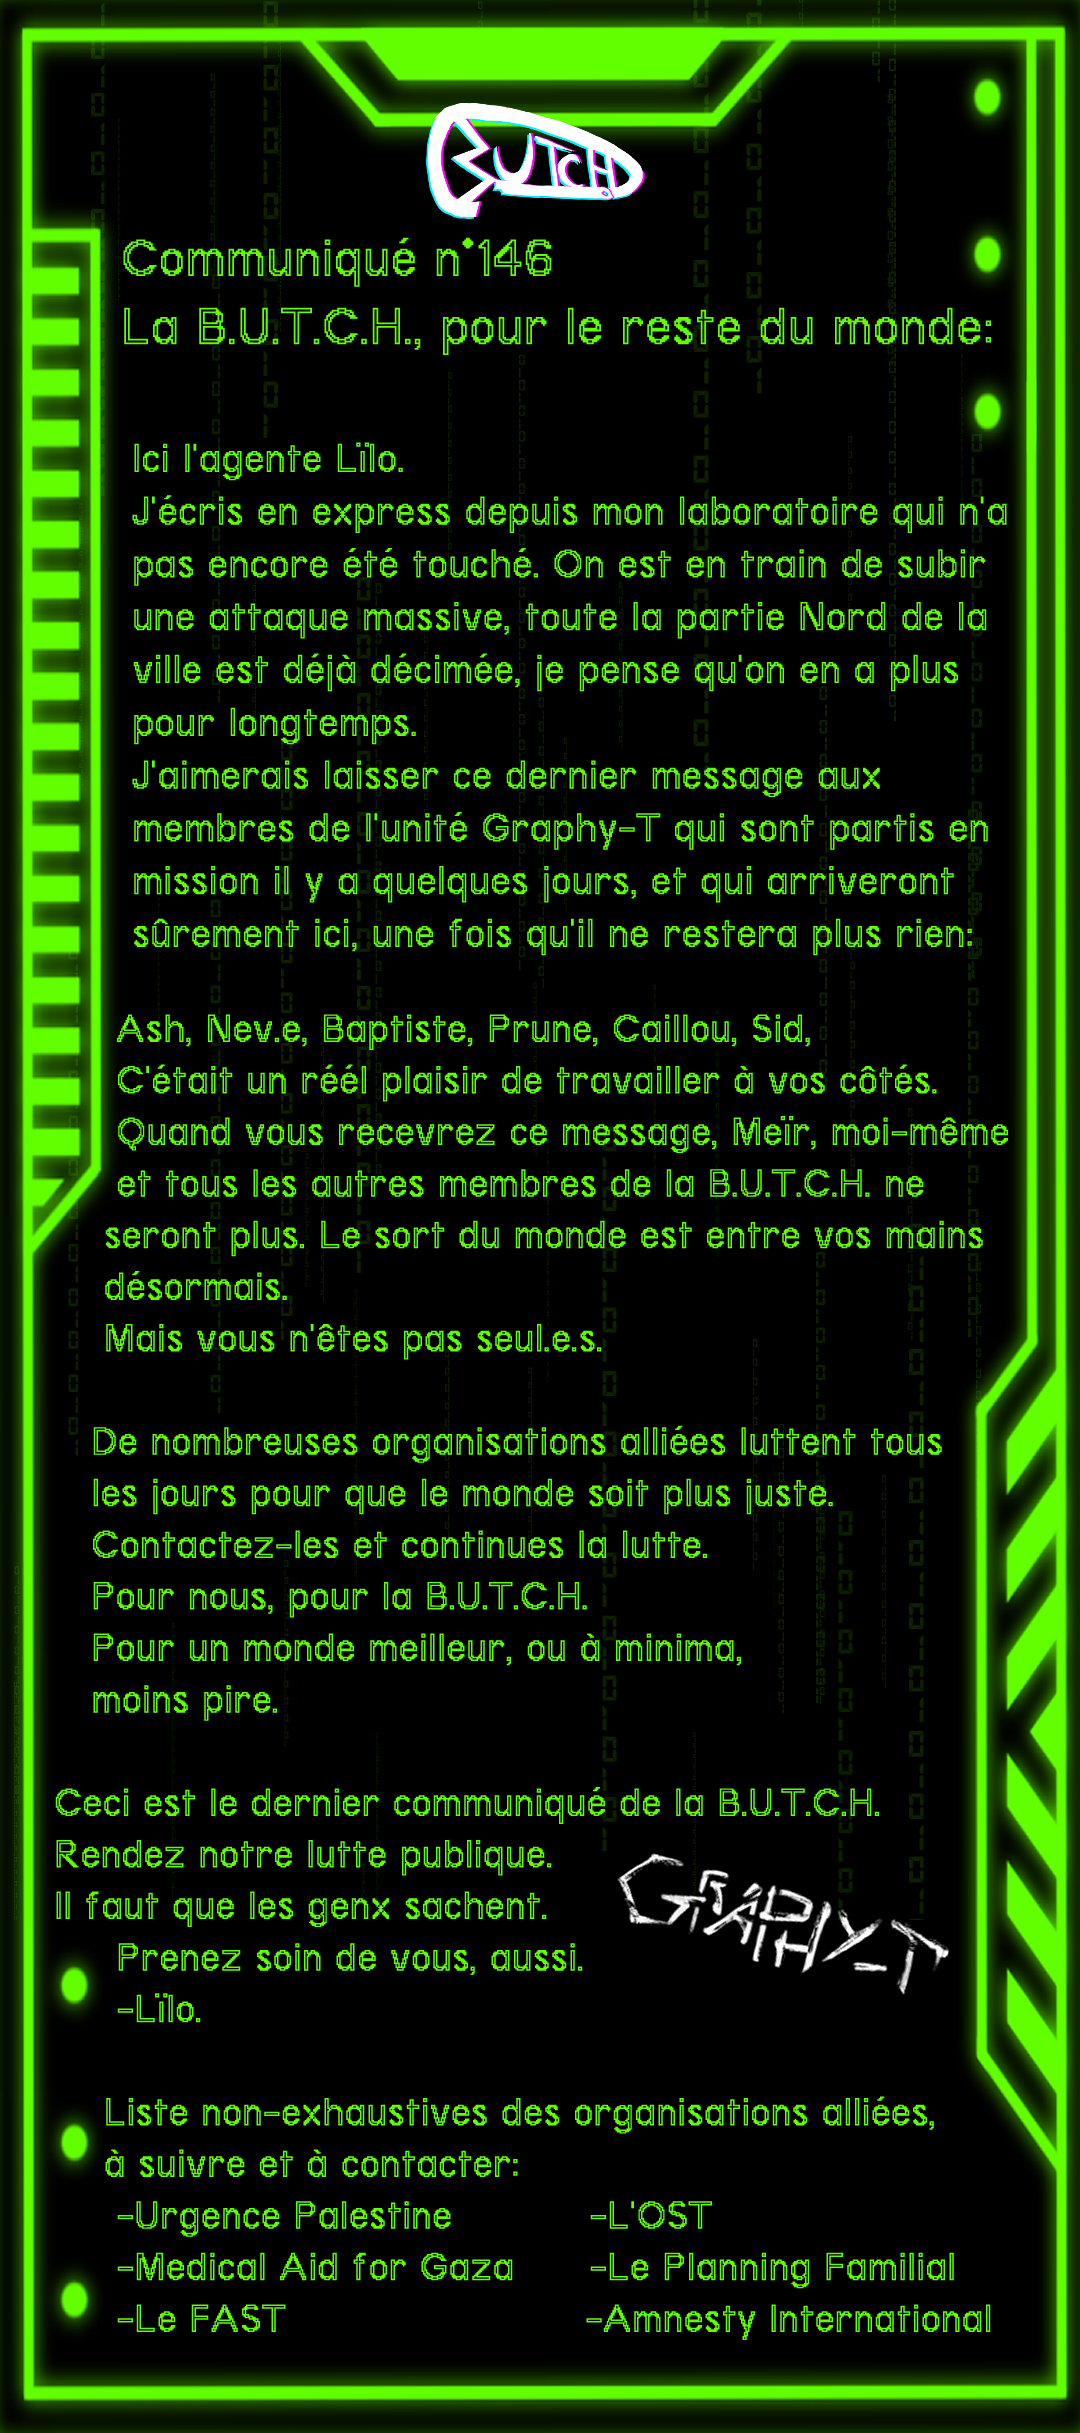 BUTCH
Communiqué n°146
La B.U.T.C.H., pour le reste du monde:
Ici l'agente Lïlo.
J'écris en express depuis mon laboratoire qui n'a
pas encore été touché. On est en train de subir
une attaque massive, toute la partie Nord de la
ville est déjà décimée, je pense qu'on en a plus
pour longtemps.
J'aimerais laisser ce dernier message aux
membres de l'unité Graphy-T qui sont partis en
mission il y a quelques jours, et qui arriveront
sûrement ici, une fois qu'il ne restera plus rien:
Ash, Nev.e, Baptiste, Prune, Caillou, Sid,
C'était un réél plaisir de travailler à vos côtés.
Quand vous recevrez ce message, Meïr, moi-même
et tous les autres membres de la B.U.T.C.H. ne
seront plus. Le sort du monde est entre vos mains
désormais.
Mais vous n'êtes pas seul.e.s.
De nombreuses organisations alliées luttent tous
les jours pour que le monde soit plus juste.
Contactez-les et continues la lutte.
Pour nous, pour la B.U.T.C.H.
Pour un monde meilleur, ou à minima,
moins pire.
Ceci est le dernier communiqué de la B.U.T.C.H.
Rendez notre lutte publique.
Il faut que les genx sachent.
Prenez soin de vous, aussi.
-Lïlo.
GRAPHY-T
Liste non-exhaustives des organisations alliées,
à suivre et à contacter:
-Urgence Palestine
-Medical Aid for Gaza
-Le FAST
-L'OST
-Le Planning Familial
-Amnesty International